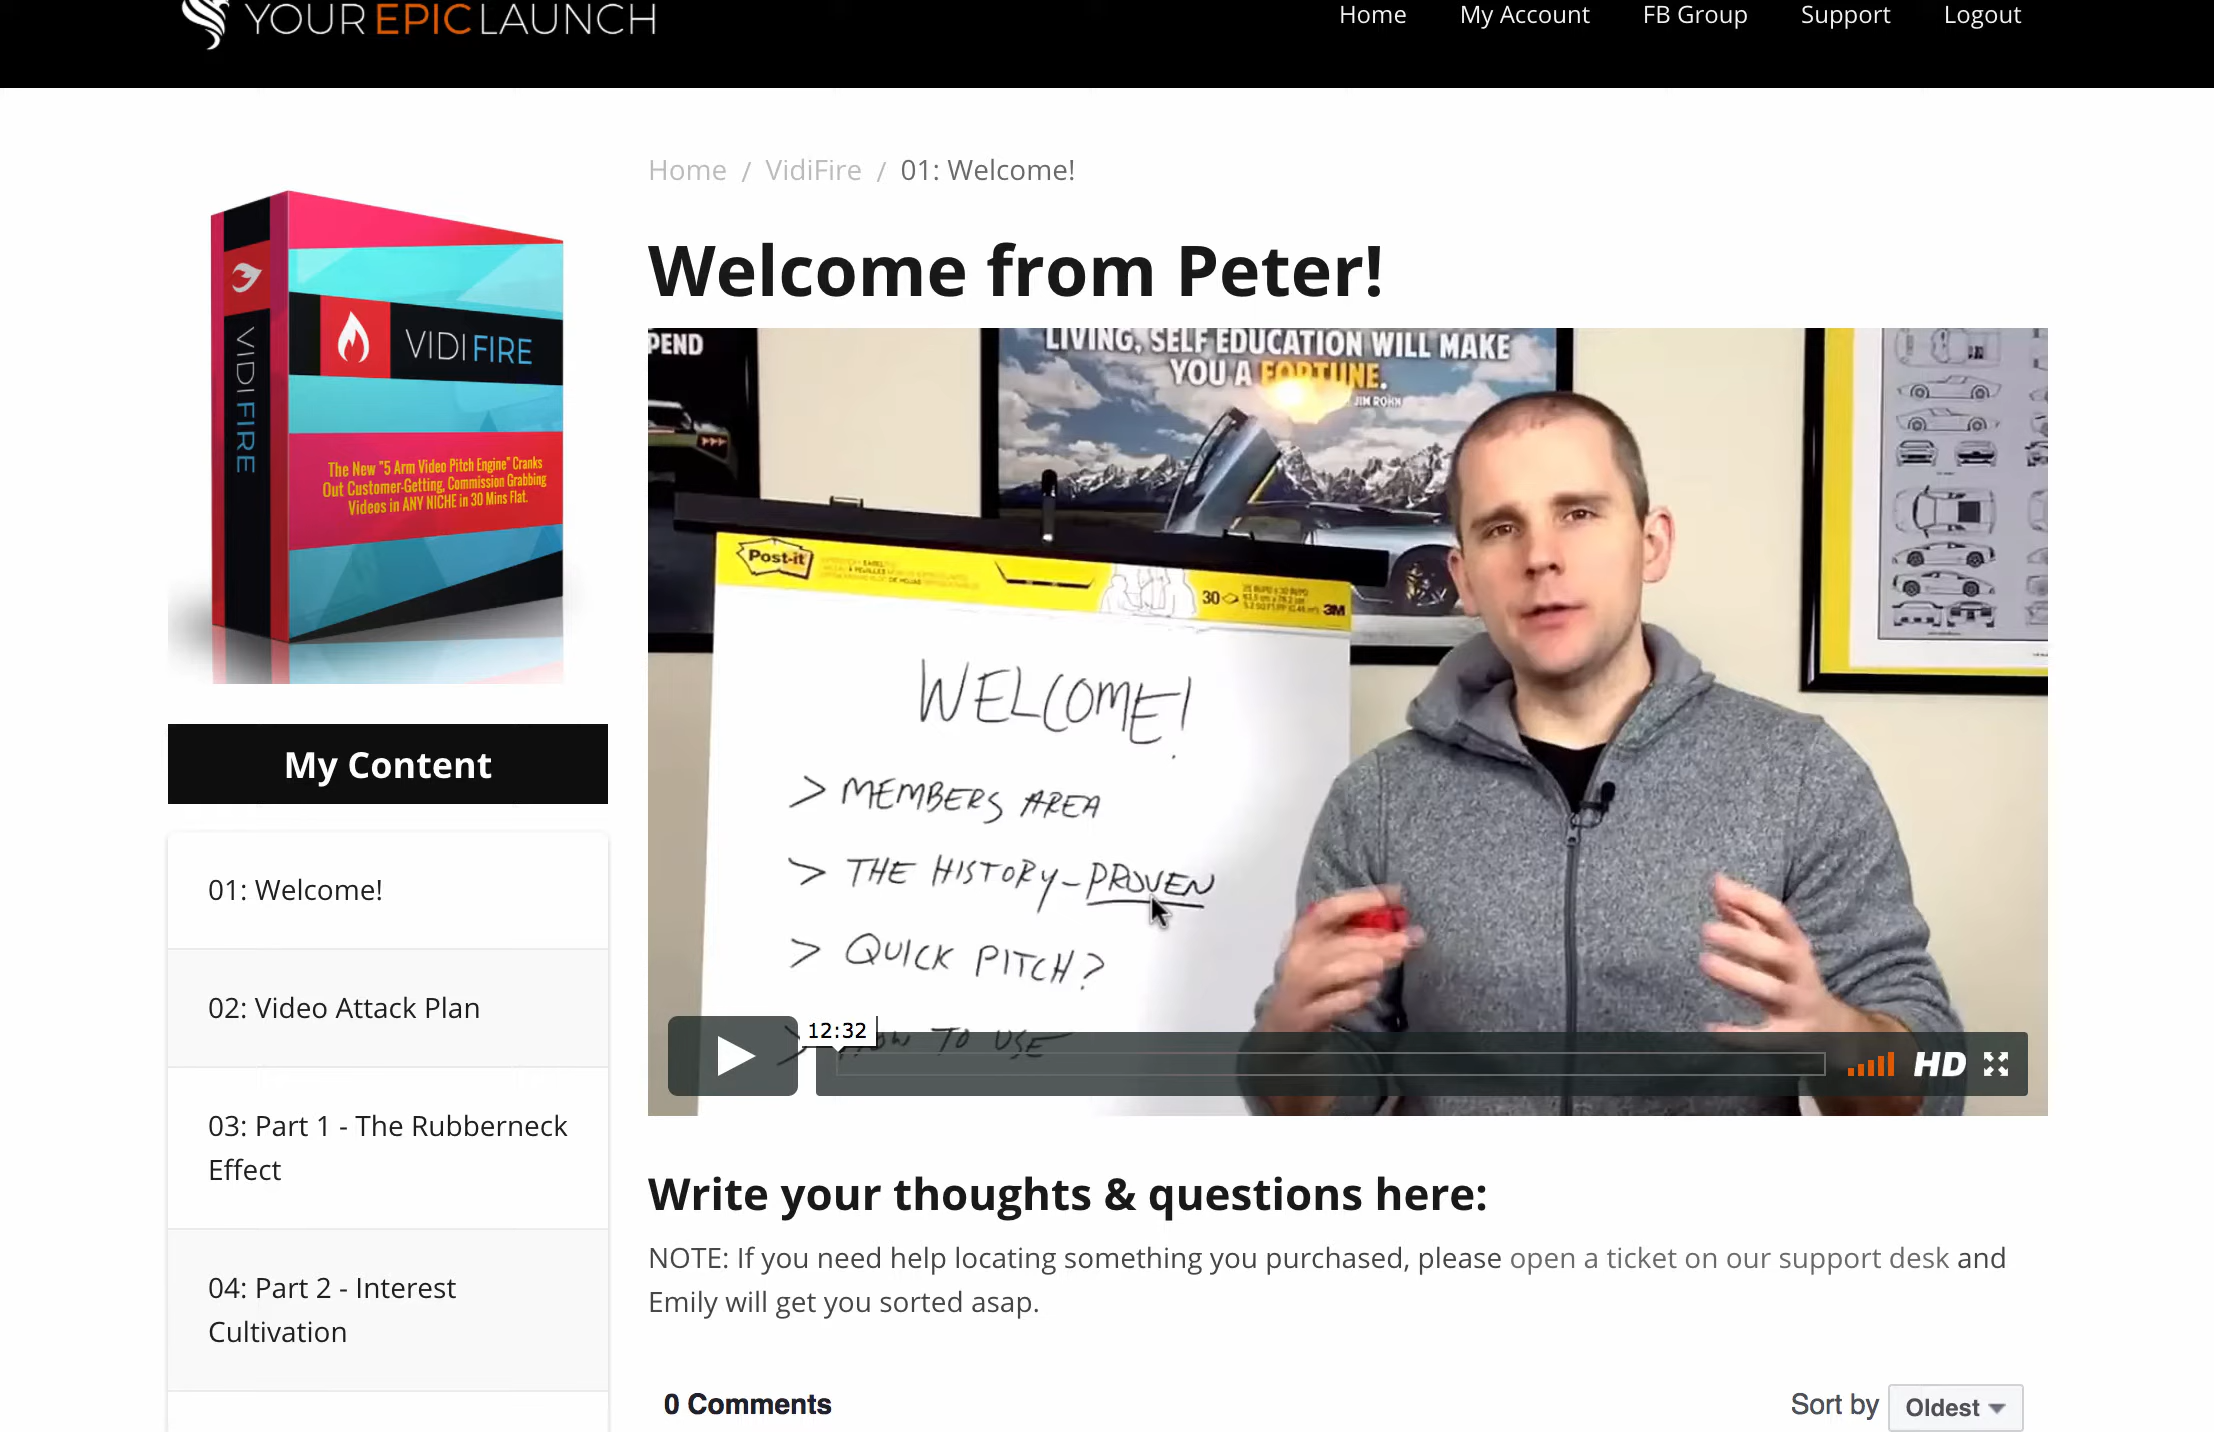 YOUR EPIC LAUNCH
Home
My Account
FB Group
Support
Logout
Home / VidiFire / 01: Welcome!
Welcome from Peter!
VIDIFIRE
VIDIFIRE
The New "5 Arm Video Pitch Engine" Cranks
Out Customer-Getting, Commission Grabbing
Videos in ANY NICHE in 30 Mins Flat.
PEND
LIVING, SELF EDUCATION WILL MAKE
YOU A FORTUNE.
JIM ROHN
Post-it
30
3M
WELCOME!
> MEMBERS AREA
> THE HISTORY-PROVEN
> QUICK PITCH?
> HOW TO USE
12:32
HD
My Content
01: Welcome!
02: Video Attack Plan
03: Part 1 - The Rubberneck
Effect
04: Part 2 - Interest
Cultivation
Write your thoughts & questions here:
NOTE: If you need help locating something you purchased, please open a ticket on our support desk and
Emily will get you sorted asap.
0 Comments
Sort by Oldest